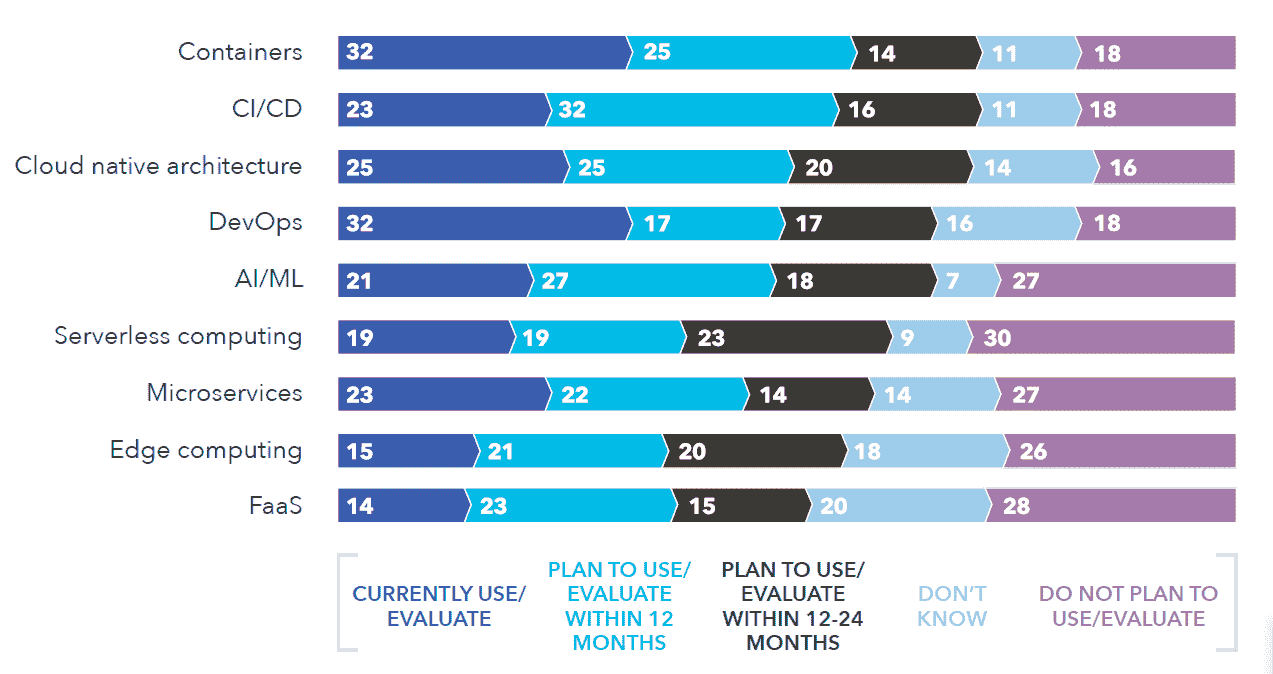 Containers 32 25 14 11 18
CI/CD 23 32 16 11 18
Cloud native architecture 25 25 20 14 16
DevOps 32 17 17 16 18
AI/ML 21 27 18 7 27
Serverless computing 19 19 23 9 30
Microservices 23 22 14 14 27
Edge computing 15 21 20 18 26
FaaS 14 23 15 20 28
CURRENTLY USE/
EVALUATE
PLAN TO USE/
EVALUATE
WITHIN 12
MONTHS
PLAN TO USE/
EVALUATE
WITHIN 12-24
MONTHS
DON'T
KNOW
DO NOT PLAN TO
USE/EVALUATE